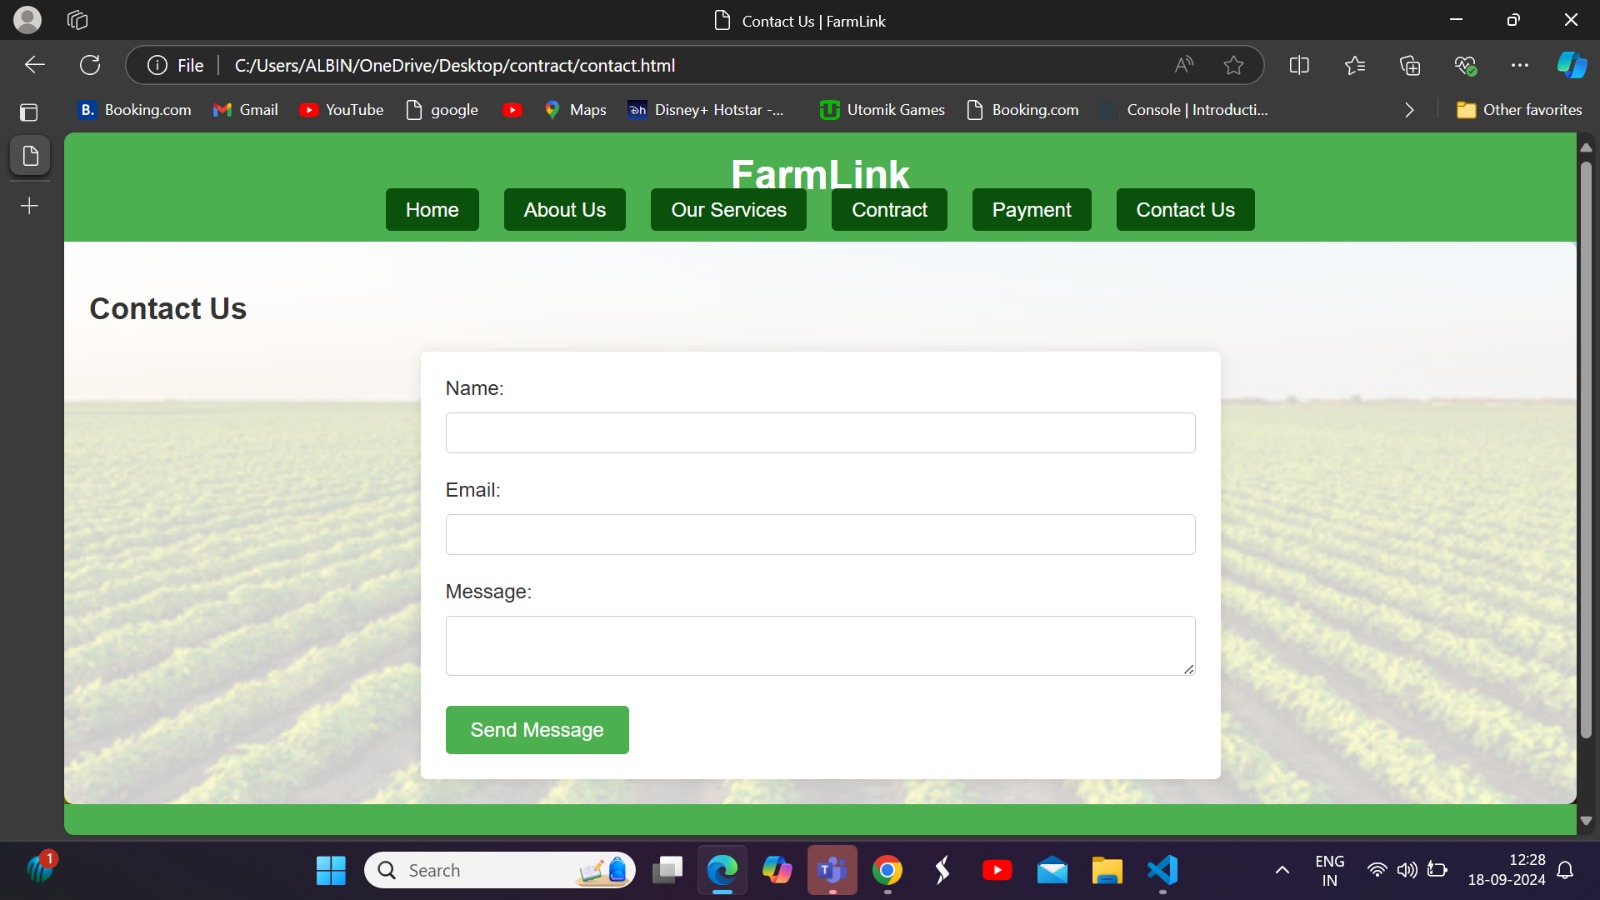 Contact Us | FarmLink
File C:/Users/ALBIN/OneDrive/Desktop/contract/contact.html
B. Booking.com Gmail YouTube google Maps Disney+ Hotstar -... Utomik Games Booking.com Console | Introducti... Other favorites
FarmLink
Home About Us Our Services Contract Payment Contact Us
Contact Us
Name:
Email:
Message:
Send Message
1 Search ENG IN 12:28 18-09-2024